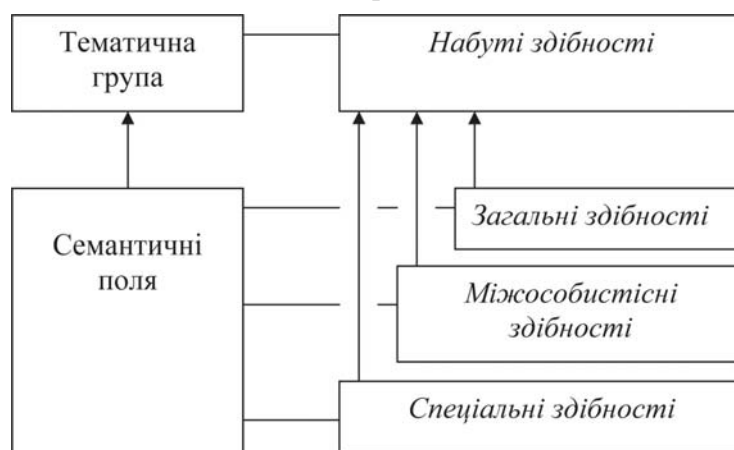 Тематична
група
Набуті здібності
Семантичні
поля
Загальні здібності
Міжособистісні
здібності
Спеціальні здібності